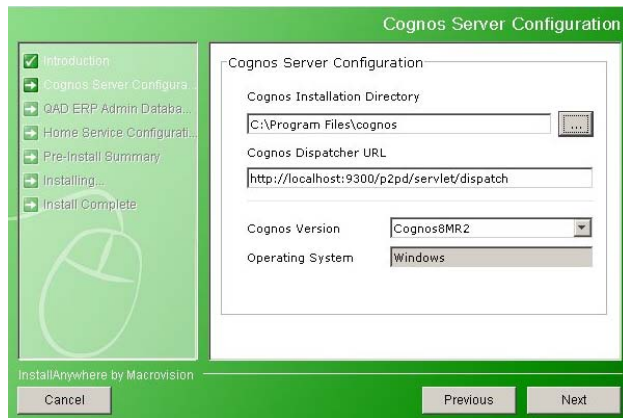 Cognos Server Configuration
Introduction
Cognos Server Configura...
QAD ERP Admin Databa...
Home Service Configurati...
Pre-Install Summary
Installing...
Install Complete
Cognos Server Configuration
Cognos Installation Directory
C:\Program Files\cognos
...
Cognos Dispatcher URL
http://localhost:9300/p2pd/servlet/dispatch
Cognos Version Cognos8MR2
Operating System Windows
InstallAnywhere by Macrovision
Cancel Previous Next